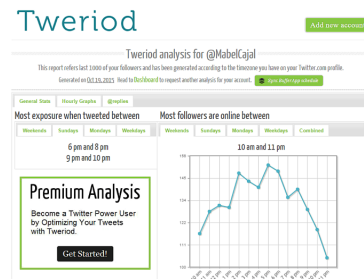 Tweriod
Add new account
Tweriod analysis for @MabelCajal
This report refers last 1000 of your followers and has been generated according to the timezone you have on your Twitter.com profile.
Generated on Oct 19, 2015. Head to Dashboard to request another analysis for your account.
General Stats Hourly Graphs @replies
Most exposure when tweeted between
Most followers are online between
Weekends Sundays Mondays Weekdays
Weekends Sundays Mondays Weekdays Combined
6 pm and 8 pm
9 pm and 10 pm
10 am and 11 pm
Premium Analysis
Become a Twitter Power User
by Optimizing Your Tweets
with Tweriod.
Get Started!